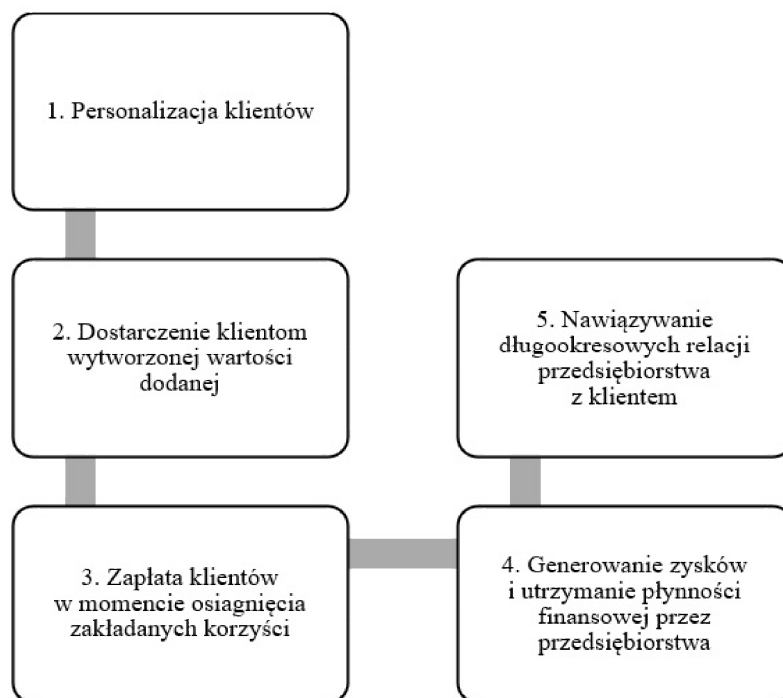 1. Personalizacja klientów
2. Dostarczenie klientom
wytworzonej wartości
dodanej
3. Zapłata klientów
w momencie osiagnięcia
zakładanych korzyści
4. Generowanie zysków
i utrzymanie płynności
finansowej przez
przedsiębiorstwa
5. Nawiązywanie
długookresowych relacji
przedsiębiorstwa
z klientem